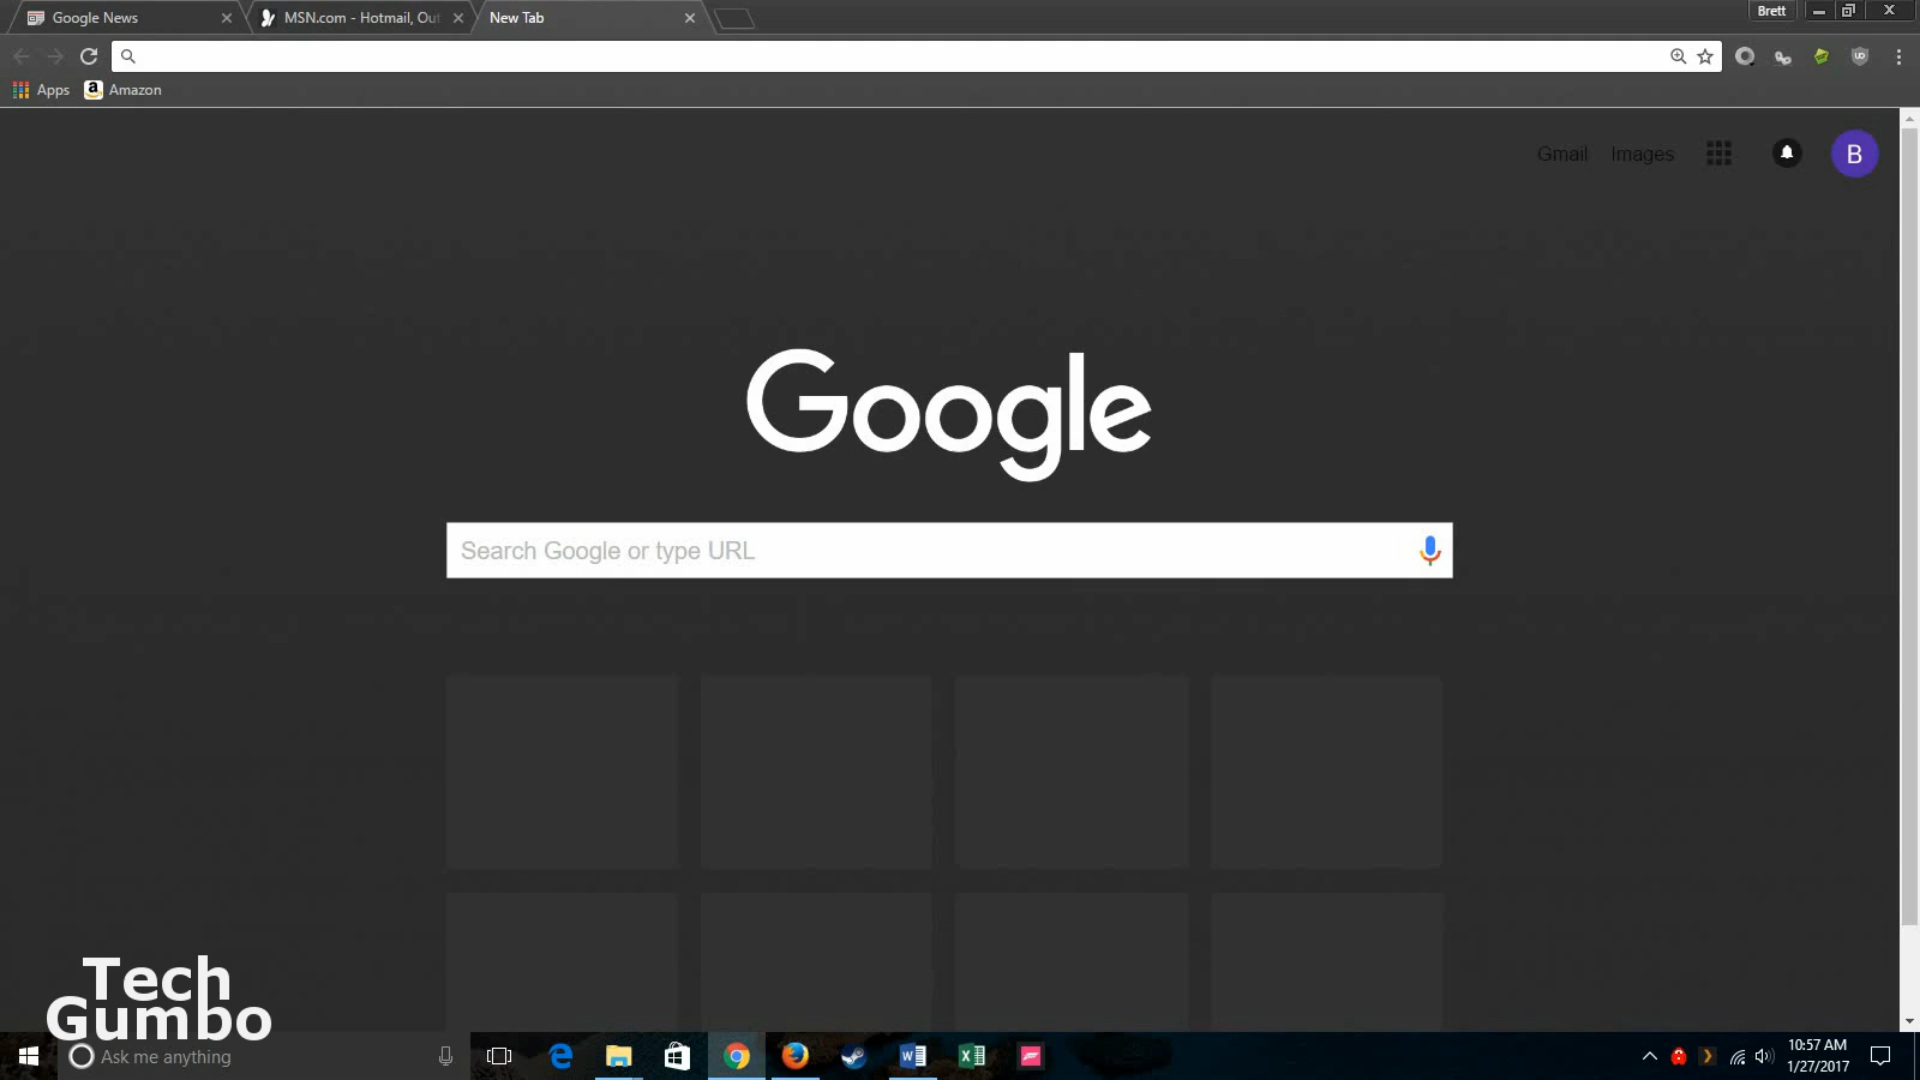 Google News
MSN.com - Hotmail, Out
New Tab
Brett
Apps
Amazon
Gmail
Images
B
Google
Search Google or type URL
Tech
Gumbo
Ask me anything
10:57 AM
1/27/2017